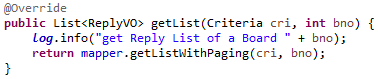 @Override
public List<ReplyVO> getList(Criteria cri, int bno) {
    log.info("get Reply List of a Board " + bno);
    return mapper.getListWithPaging(cri, bno);
}